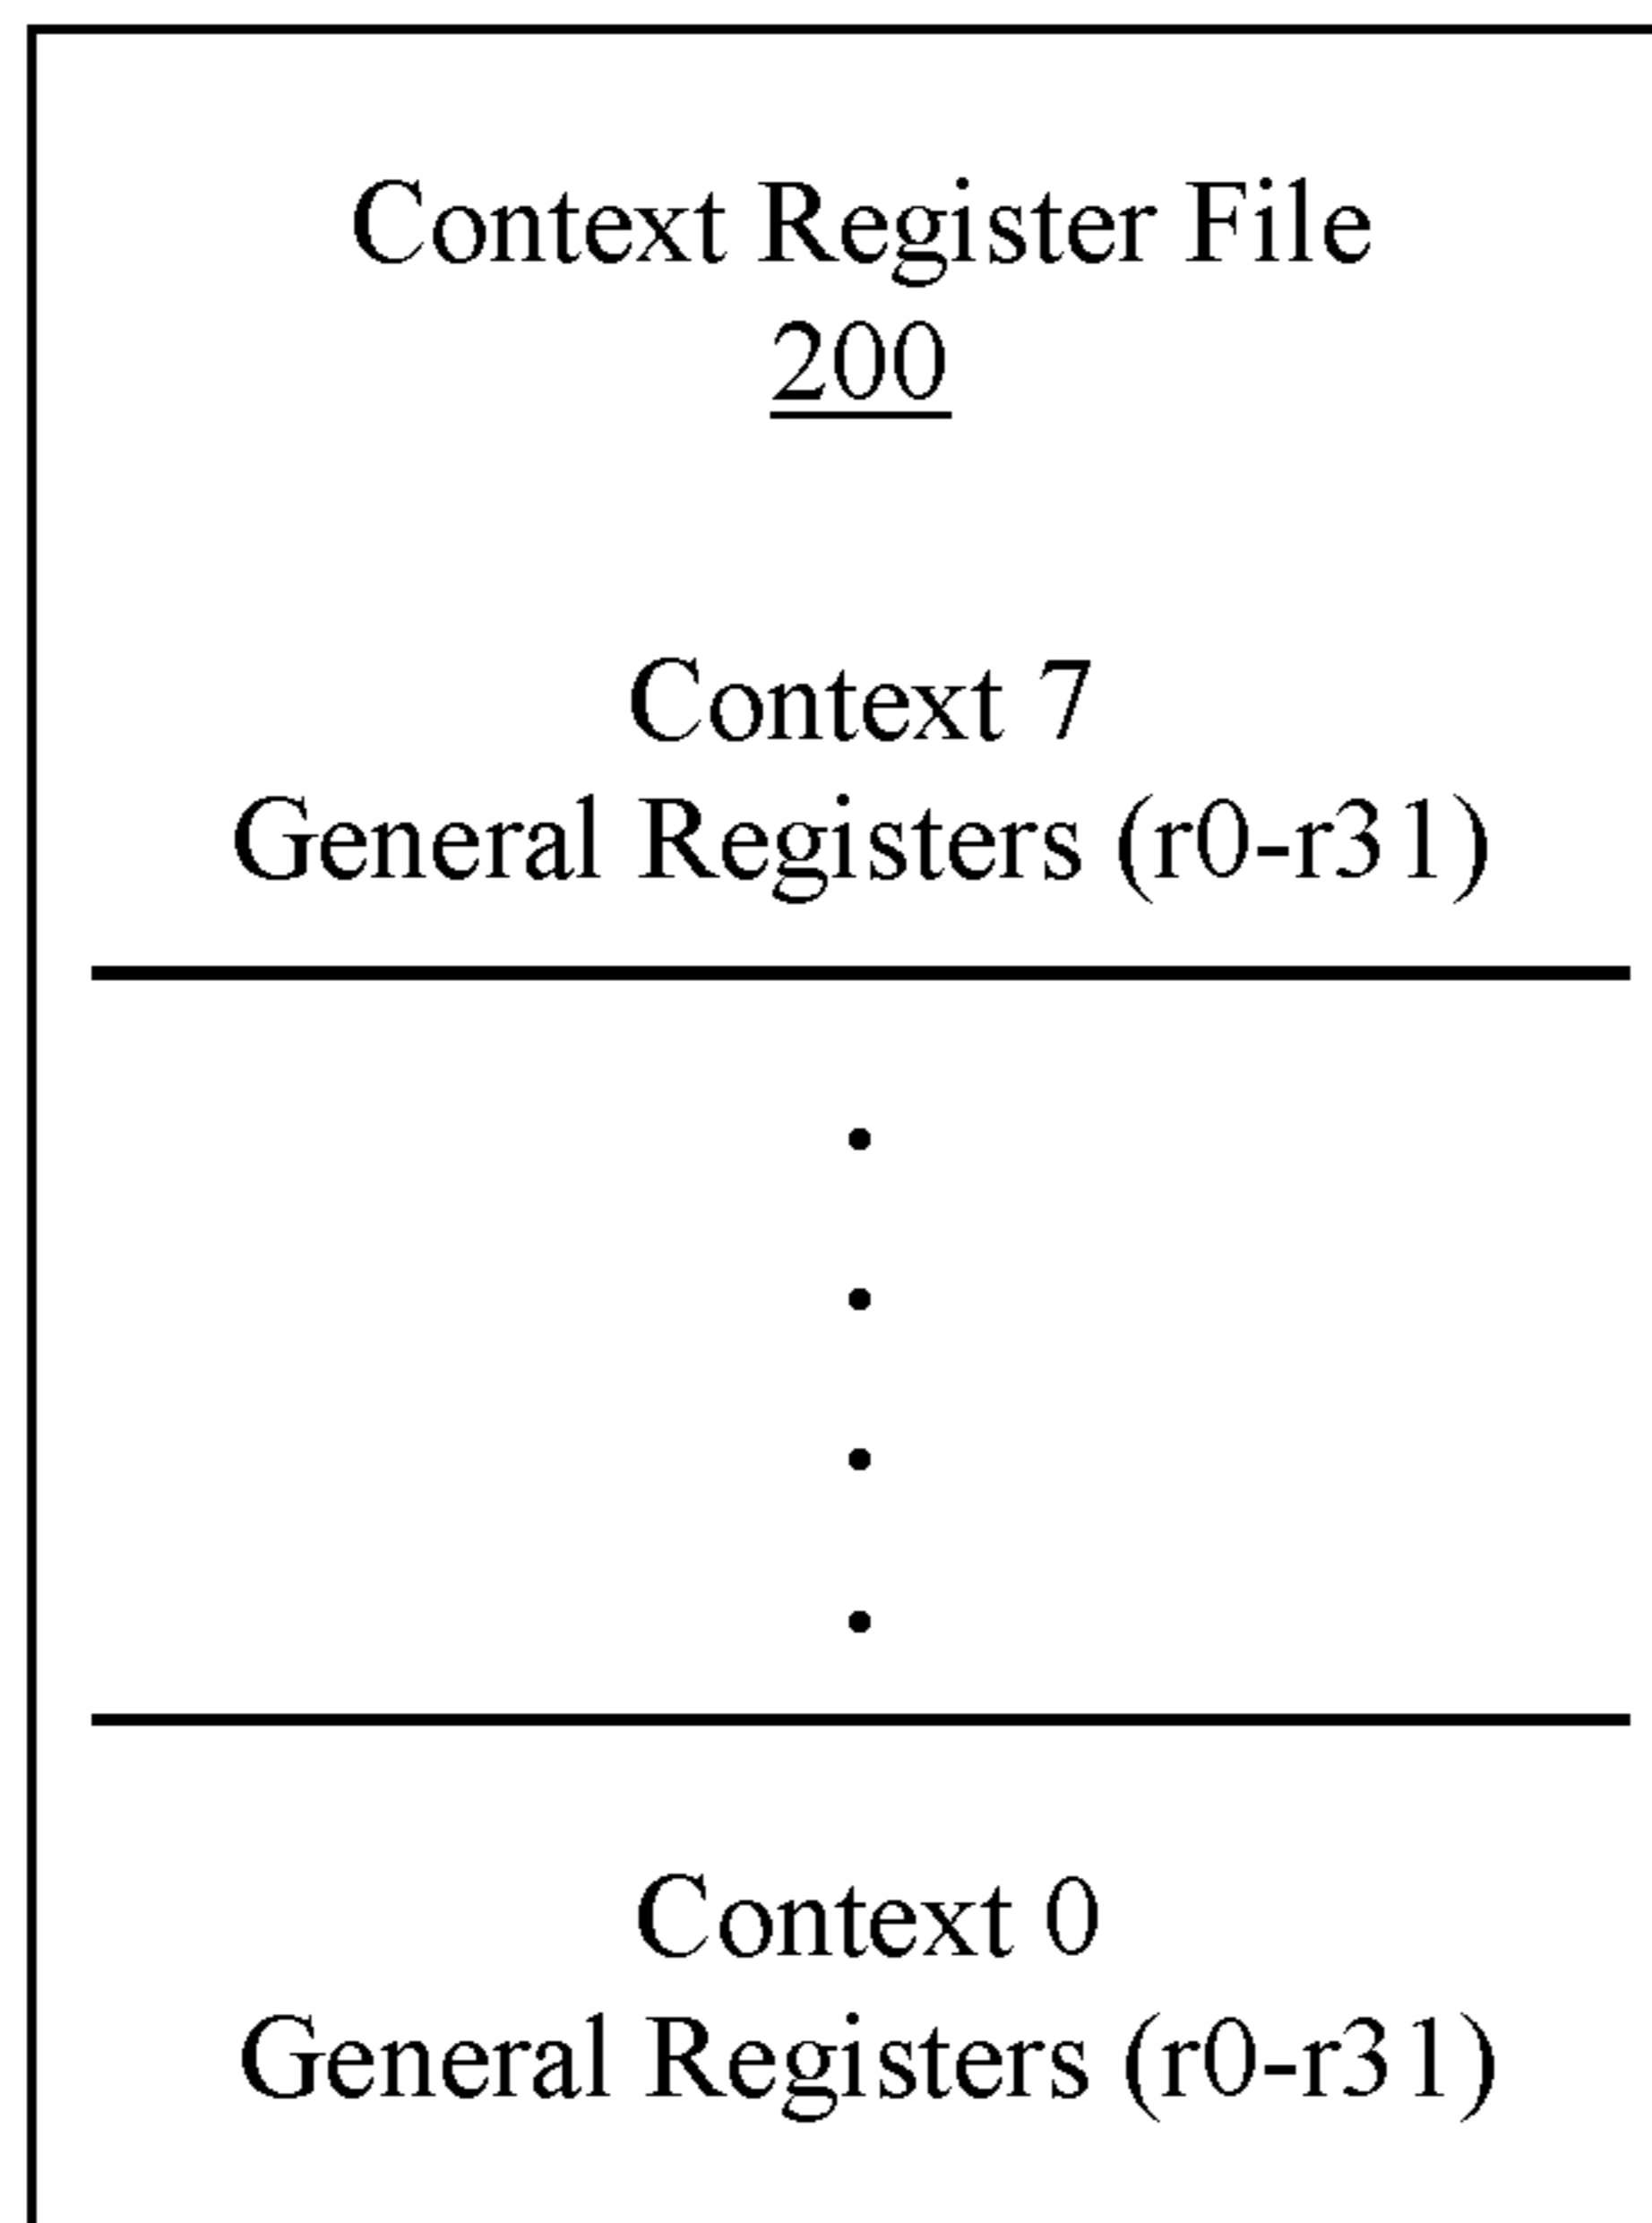 Context Register File
200
Context 7
General Registers (r0-r31)
Context 0
General Registers (r0-r31)